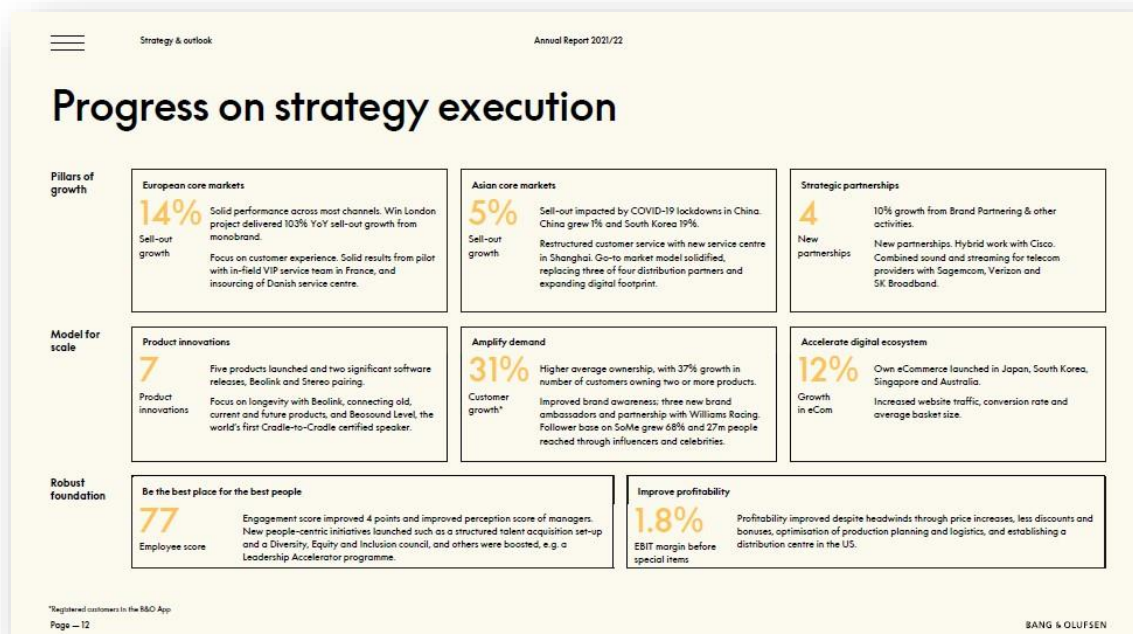 Strategy & outlook
Annual Report 2021/22
Progress on strategy execution
Pillars of
growth
European core markets
14%
Sell-out
growth
Solid performance across most channels. Win London
project delivered 103% YoY sell-out growth from
monobrand.
Focus on customer experience. Solid results from pilot
with in-field VIP service team in France, and
insourcing of Danish service centre.
Asian core markets
5%
Sell-out
growth
Sell-out impacted by COVID-19 lockdowns in China.
China grew 1% and South Korea 19%.
Restructured customer service with new service centre
in Shanghai. Go-to market model solidified,
replacing three of four distribution partners and
expanding digital footprint.
Strategic partnerships
4
New
partnerships
10% growth from Brand Partnering & other
activities.
New partnerships. Hybrid work with Cisco.
Combined sound and streaming for telecom
providers with Sagemcom, Verizon and
SK Broadband.
Model for
scale
Product innovations
7
Product
innovations
Five products launched and two significant software
releases, Beolink and Stereo pairing.
Focus on longevity with Beolink, connecting old,
current and future products, and Beosound Level, the
world's first Cradle-to-Cradle certified speaker.
Amplify demand
31%
Customer
growth*
Higher average ownership, with 37% growth in
number of customers owning two or more products.
Improved brand awareness; three new brand
ambassadors and partnership with Williams Racing.
Follower base on SoMe grew 68% and 27m people
reached through influencers and celebrities.
Accelerate digital ecosystem
12%
Growth
in eCom
Own eCommerce launched in Japan, South Korea,
Singapore and Australia.
Increased website traffic, conversion rate and
average basket size.
Robust
foundation
Be the best place for the best people
77
Employee score
Engagement score improved 4 points and improved perception score of managers.
New people-centric initiatives launched such as a structured talent acquisition set-up
and a Diversity, Equity and Inclusion council, and others were boosted, e.g. a
Leadership Accelerator programme.
Improve profitability
1.8%
EBIT margin before
special items
Profitability improved despite headwinds through price increases, less discounts and
bonuses, optimisation of production planning and logistics, and establishing a
distribution centre in the US.
*Registered customers in the B&O App
Page — 12
BANG & OLUFSEN